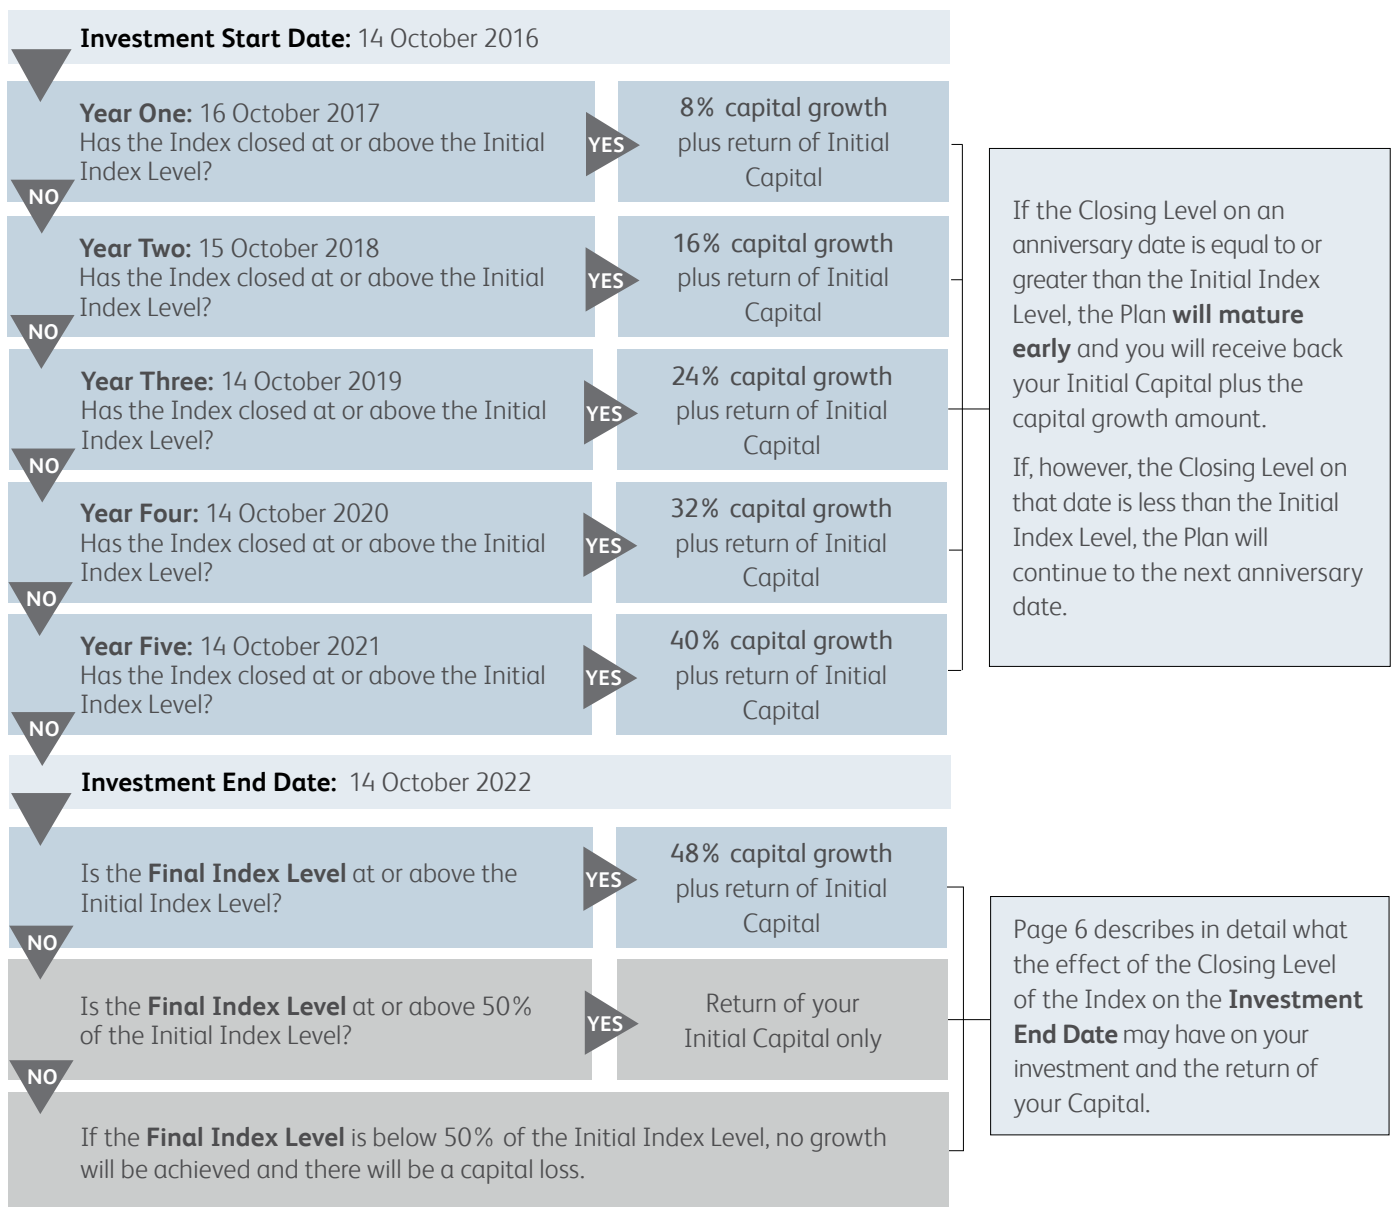 Investment Start Date: 14 October 2016
Year One: 16 October 2017
Has the Index closed at or above the Initial
Index Level?
YES
8% capital growth
plus return of Initial
Capital
NO
Year Two: 15 October 2018
Has the Index closed at or above the Initial
Index Level?
YES
16% capital growth
plus return of Initial
Capital
NO
Year Three: 14 October 2019
Has the Index closed at or above the Initial
Index Level?
YES
24% capital growth
plus return of Initial
Capital
NO
Year Four: 14 October 2020
Has the Index closed at or above the Initial
Index Level?
YES
32% capital growth
plus return of Initial
Capital
NO
Year Five: 14 October 2021
Has the Index closed at or above the Initial
Index Level?
YES
40% capital growth
plus return of Initial
Capital
NO
If the Closing Level on an
anniversary date is equal to or
greater than the Initial Index
Level, the Plan will mature
early and you will receive back
your Initial Capital plus the
capital growth amount.
If, however, the Closing Level on
that date is less than the Initial
Index Level, the Plan will
continue to the next anniversary
date.
Investment End Date: 14 October 2022
Is the Final Index Level at or above the
Initial Index Level?
YES
48% capital growth
plus return of Initial
Capital
NO
Is the Final Index Level at or above 50%
of the Initial Index Level?
YES
Return of your
Initial Capital only
NO
If the Final Index Level is below 50% of the Initial Index Level, no growth
will be achieved and there will be a capital loss.
Page 6 describes in detail what
the effect of the Closing Level
of the Index on the Investment
End Date may have on your
investment and the return of
your Capital.